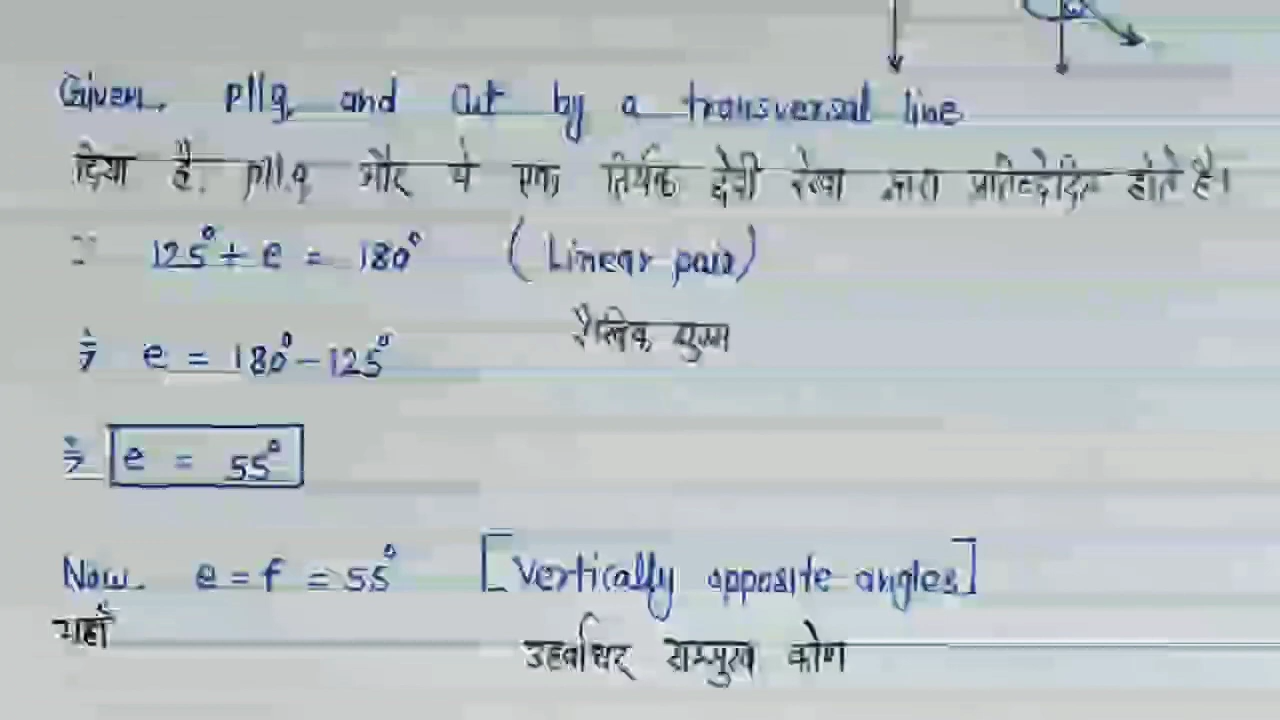 Given. p||q, and cut by a transversal line
दिया है. p||q और ये एक तिर्यक छेदी रेखा द्वारा प्रतिच्छेदित होते है।
∵ 125° + e = 180° (Linear pair)
रैखिक युग्म
⇒ e = 180° - 125°
⇒ e = 55°
Now. e = f = 55° [Vertically opposite angles]
यहाँ
उर्ध्वाधर सम्मुख कोण